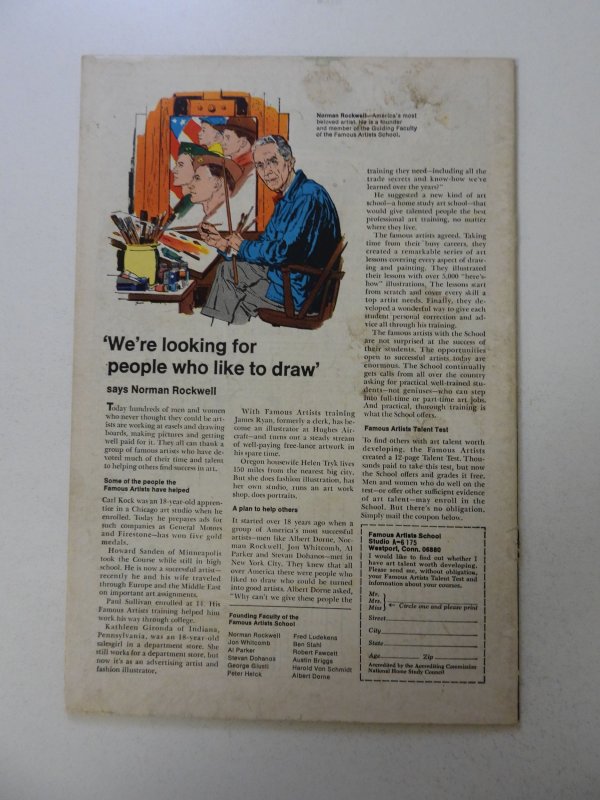 Norman Rockwell—America's most
beloved artist. He is a founder
and member of the Guiding Faculty
of the Famous Artists School.
'We're looking for
people who like to draw'
says Norman Rockwell
Today hundreds of men and women
who never thought they could be art-
ists are working at easels and drawing
boards, making pictures and getting
well paid for it. They all can thank a
group of famous artists who have de-
voted much of their time and talent
to helping others find success in art.
Some of the people the
Famous Artists have helped
Carl Kock was an 18-year-old appren-
tice in a Chicago art studio when he
enrolled. Today he prepares ads for
such companies as General Motors
and Firestone—has won five gold
medals.
Howard Sanden of Minneapolis
took the Course while still in high
school. He is now a successful artist—
recently he and his wife traveled
through Europe and the Middle East
on important art assignments.
Paul Sullivan enrolled at 14. His
Famous Artists training helped him
work his way through college.
Kathleen Gironda of Indiana,
Pennsylvania, was an 18-year-old
salesgirl in a department store. She
still works for a department store, but
now it's as an advertising artist and
fashion illustrator.
With Famous Artists training
James Ryan, formerly a clerk, has be-
come an illustrator at Hughes Air-
craft—and turns out a steady stream
of well-paying free-lance artwork in
his spare time.
Oregon housewife Helen Tryk lives
150 miles from the nearest big city.
But she does fashion illustration, has
her own studio, runs an art work
shop, does portraits.
A plan to help others
It started over 18 years ago when a
group of America's most successful
artists—men like Albert Dorne, Nor-
man Rockwell, Jon Whitcomb, Al
Parker and Stevan Dohanos—met in
New York City. They knew that all
over America there were people who
liked to draw who could be turned
into good artists. Albert Dorne asked,
"Why can't we give these people the
Founding Faculty of the
Famous Artists School
Norman Rockwell
Jon Whitcomb
Al Parker
Stevan Dohanos
George Giusti
Peter Helck
Fred Ludekens
Ben Stahl
Robert Fawcett
Austin Briggs
Harold Von Schmidt
Albert Dorne
training they need—including all the
trade secrets and know-how we've
learned over the years?"
He suggested a new kind of art
school—a home study art school—that
would give talented people the best
professional art training, no matter
where they live.
The famous artists agreed. Taking
time from their busy careers, they
created a remarkable series of art
lessons covering every aspect of draw-
ing and painting. They illustrated
their lessons with over 5,000 "here's-
how" illustrations. The lessons start
from scratch and cover every skill a
top artist needs. Finally, they de-
veloped a wonderful way to give each
student personal correction and ad-
vice all through his training.
The famous artists with the School
are not surprised at the success of
their students. The opportunities
open to successful artists today are
enormous. The School continually
gets calls from all over the country
asking for practical well-trained stu-
dents—not geniuses—who can step
into full-time or part-time art jobs.
And practical, thorough training is
what the School offers.
Famous Artists Talent Test
To find others with art talent worth
developing, the Famous Artists
created a 12-page Talent Test. Thou-
sands paid to take this test, but now
the School offers and grades it free.
Men and women who do well on the
test—or offer other sufficient evidence
of art talent—may enroll in the
School. But there's no obligation.
Simply mail the coupon below.
Famous Artists School
Studio A-6175
Westport, Conn. 06880
I would like to find out whether I
have art talent worth developing.
Please send me, without obligation,
your Famous Artists Talent Test and
information about your courses.
Mr.
Mrs.
Miss ← Circle one and please print
Street
City
State
Age Zip
Accredited by the Accrediting Commission
National Home Study Council